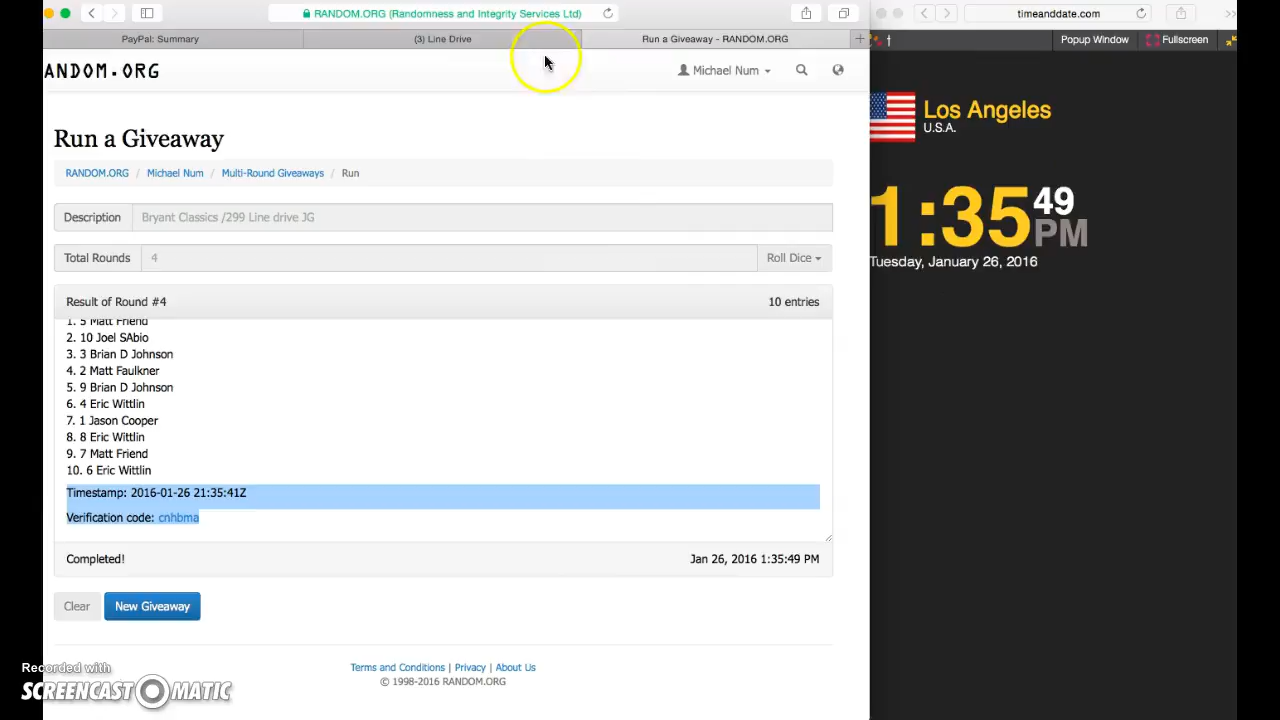 RANDOM.ORG (Randomness and Integrity Services Ltd)
timeanddate.com
PayPal: Summary
(3) Line Drive
Run a Giveaway - RANDOM.ORG
Popup Window
Fullscreen
ANDOM.ORG
Michael Num
Run a Giveaway
RANDOM.ORG / Michael Num / Multi-Round Giveaways / Run
Description Bryant Classics /299 Line drive JG
Total Rounds 4 Roll Dice
Result of Round #4 10 entries
1. 5 Matt Friend
2. 10 Joel SAbio
3. 3 Brian D Johnson
4. 2 Matt Faulkner
5. 9 Brian D Johnson
6. 4 Eric Wittlin
7. 1 Jason Cooper
8. 8 Eric Wittlin
9. 7 Matt Friend
10. 6 Eric Wittlin
Timestamp: 2016-01-26 21:35:41Z
Verification code: cnhbma
Completed! Jan 26, 2016 1:35:49 PM
Clear New Giveaway
Terms and Conditions | Privacy | About Us
© 1998-2016 RANDOM.ORG
Los Angeles
U.S.A.
1:35 49 PM
Tuesday, January 26, 2016
Recorded with
SCREENCAST-O-MATIC